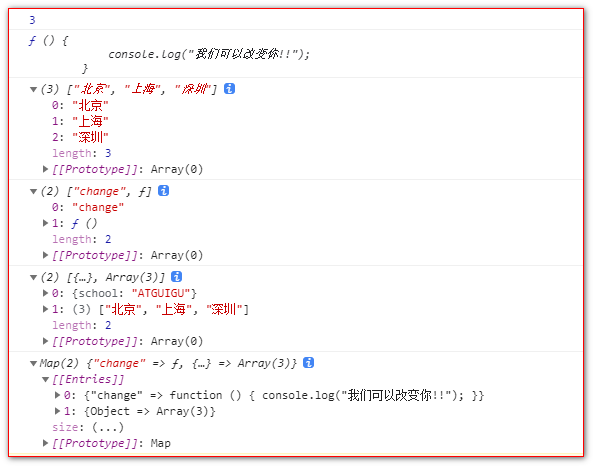 3
ƒ () {
console.log("我们可以改变你!!");
}
(3) ["北京", "上海", "深圳"] i
0: "北京"
1: "上海"
2: "深圳"
length: 3
[[Prototype]]: Array(0)
(2) ["change", ƒ] i
0: "change"
1: ƒ ()
length: 2
[[Prototype]]: Array(0)
(2) [{…}, Array(3)] i
0: {school: "ATGUIGU"}
1: (3) ["北京", "上海", "深圳"]
length: 2
[[Prototype]]: Array(0)
Map(2) {"change" => ƒ, {…} => Array(3)} i
[[Entries]]
0: {"change" => function () { console.log("我们可以改变你!!"); }}
1: {Object => Array(3)}
size: (...)
[[Prototype]]: Map